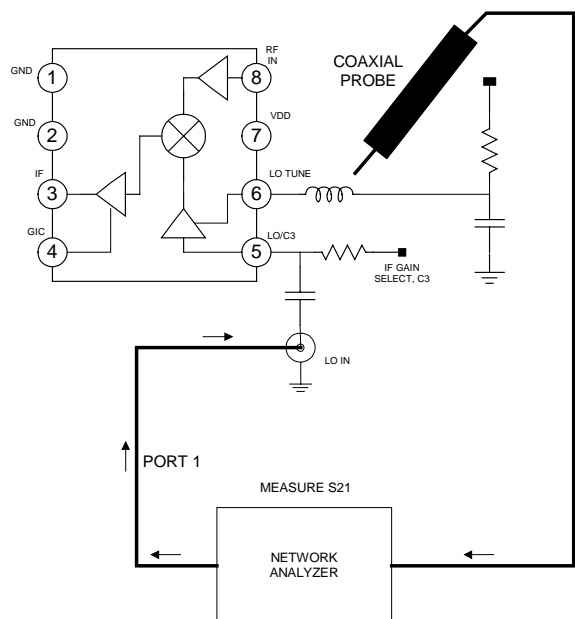 COAXIAL
PROBE
RF
IN
GND
1
8
GND
VDD
2
7
IF
LO TUNE
3
6
GIC
LO/C3
4
5
IF GAIN
SELECT, C3
LO IN
PORT 1
MEASURE S21
NETWORK
ANALYZER